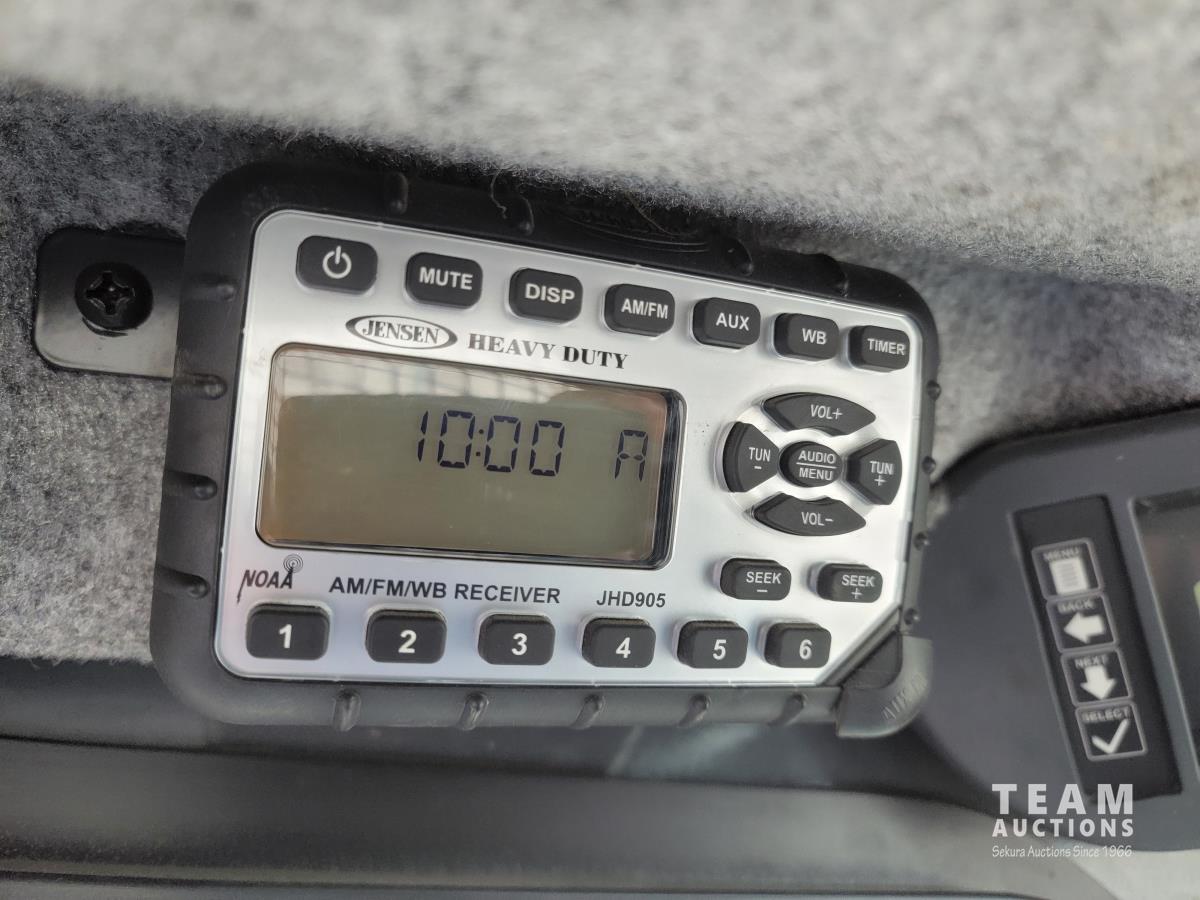 MUTE DISP AM/FM AUX WB TIMER
JENSEN HEAVY DUTY
10:00 A
VOL+
TUN - AUDIO MENU TUN +
VOL-
SEEK - SEEK +
NOAA AM/FM/WB RECEIVER JHD905
1 2 3 4 5 6
MENU
BACK
NEXT
SELECT
TEAM
AUCTIONS
Sekura Auctions Since 1966